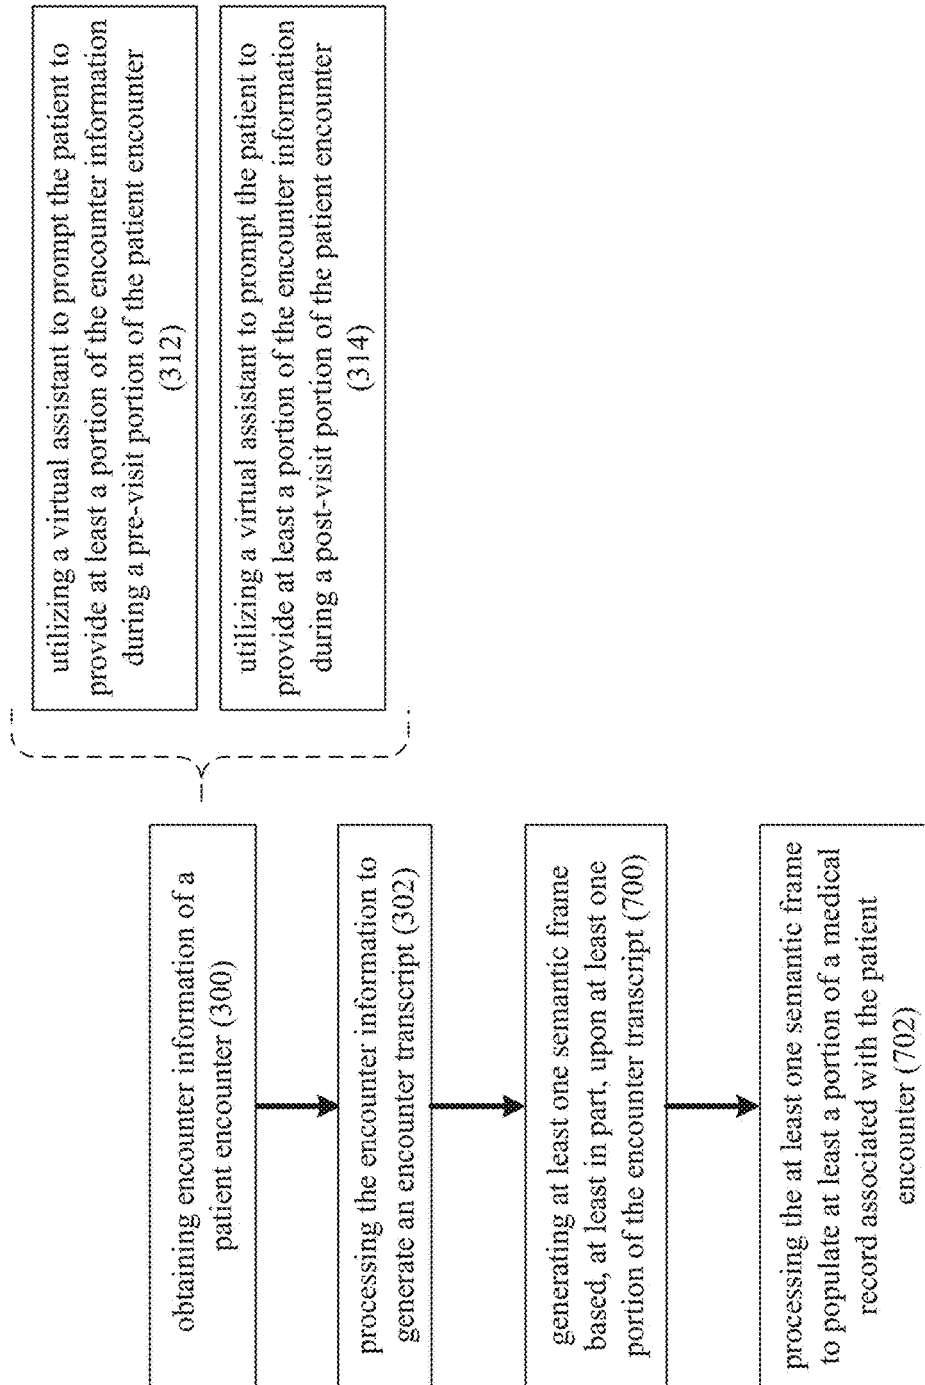 obtaining encounter information of a
patient encounter (300)
utilizing a virtual assistant to prompt the patient to
provide at least a portion of the encounter information
during a pre-visit portion of the patient encounter
(312)
utilizing a virtual assistant to prompt the patient to
provide at least a portion of the encounter information
during a post-visit portion of the patient encounter
(314)
processing the encounter information to
generate an encounter transcript (302)
generating at least one semantic frame
based, at least in part, upon at least one
portion of the encounter transcript (700)
processing the at least one semantic frame
to populate at least a portion of a medical
record associated with the patient
encounter (702)